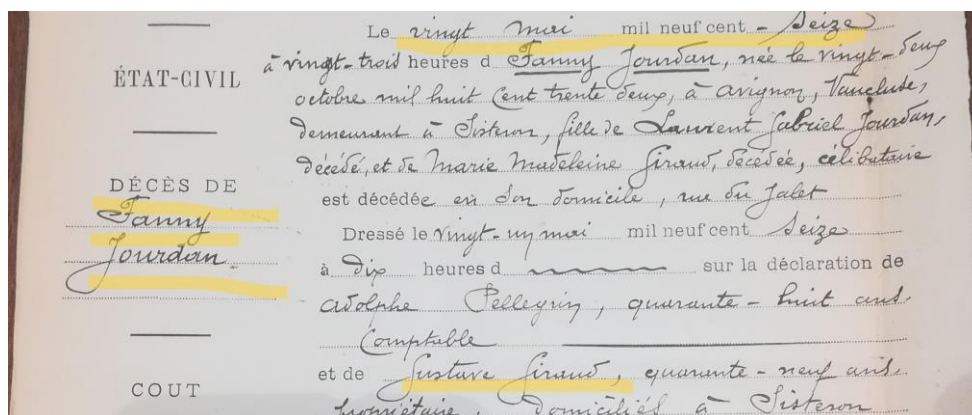 ÉTAT-CIVIL
DÉCÈS DE
Fanny
Jourdan
COUT
Le vingt mai mil neuf cent - Seize
à vingt-trois heures d Fanny Jourdan, née le vingt-deux
octobre mil huit cent trente deux, à avignon, Vaucluse,
demeurant à Sisteron, fille de Laurent Gabriel Jourdan,
décédé, et de Marie Madeleine Giraud, décédée, célibataire
est décédée en son domicile, rue du Jalet
Dressé le vingt-un mai mil neuf cent Seize
à dix heures d sur la déclaration de
adolphe Pellegrin, quarante-huit ans.
Comptable
et de Gustave Giraud, quarante-neuf ans.
propriétaire, domiciliés à Sisteron